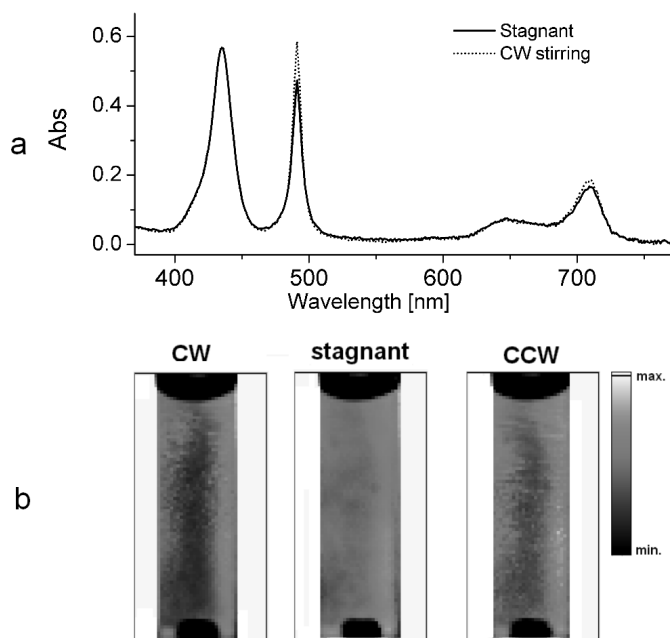 a
Abs
0.6
0.4
0.2
0.0
Stagnant
CW stirring
400
500
600
700
Wavelength [nm]
b
CW
stagnant
CCW
max.
min.